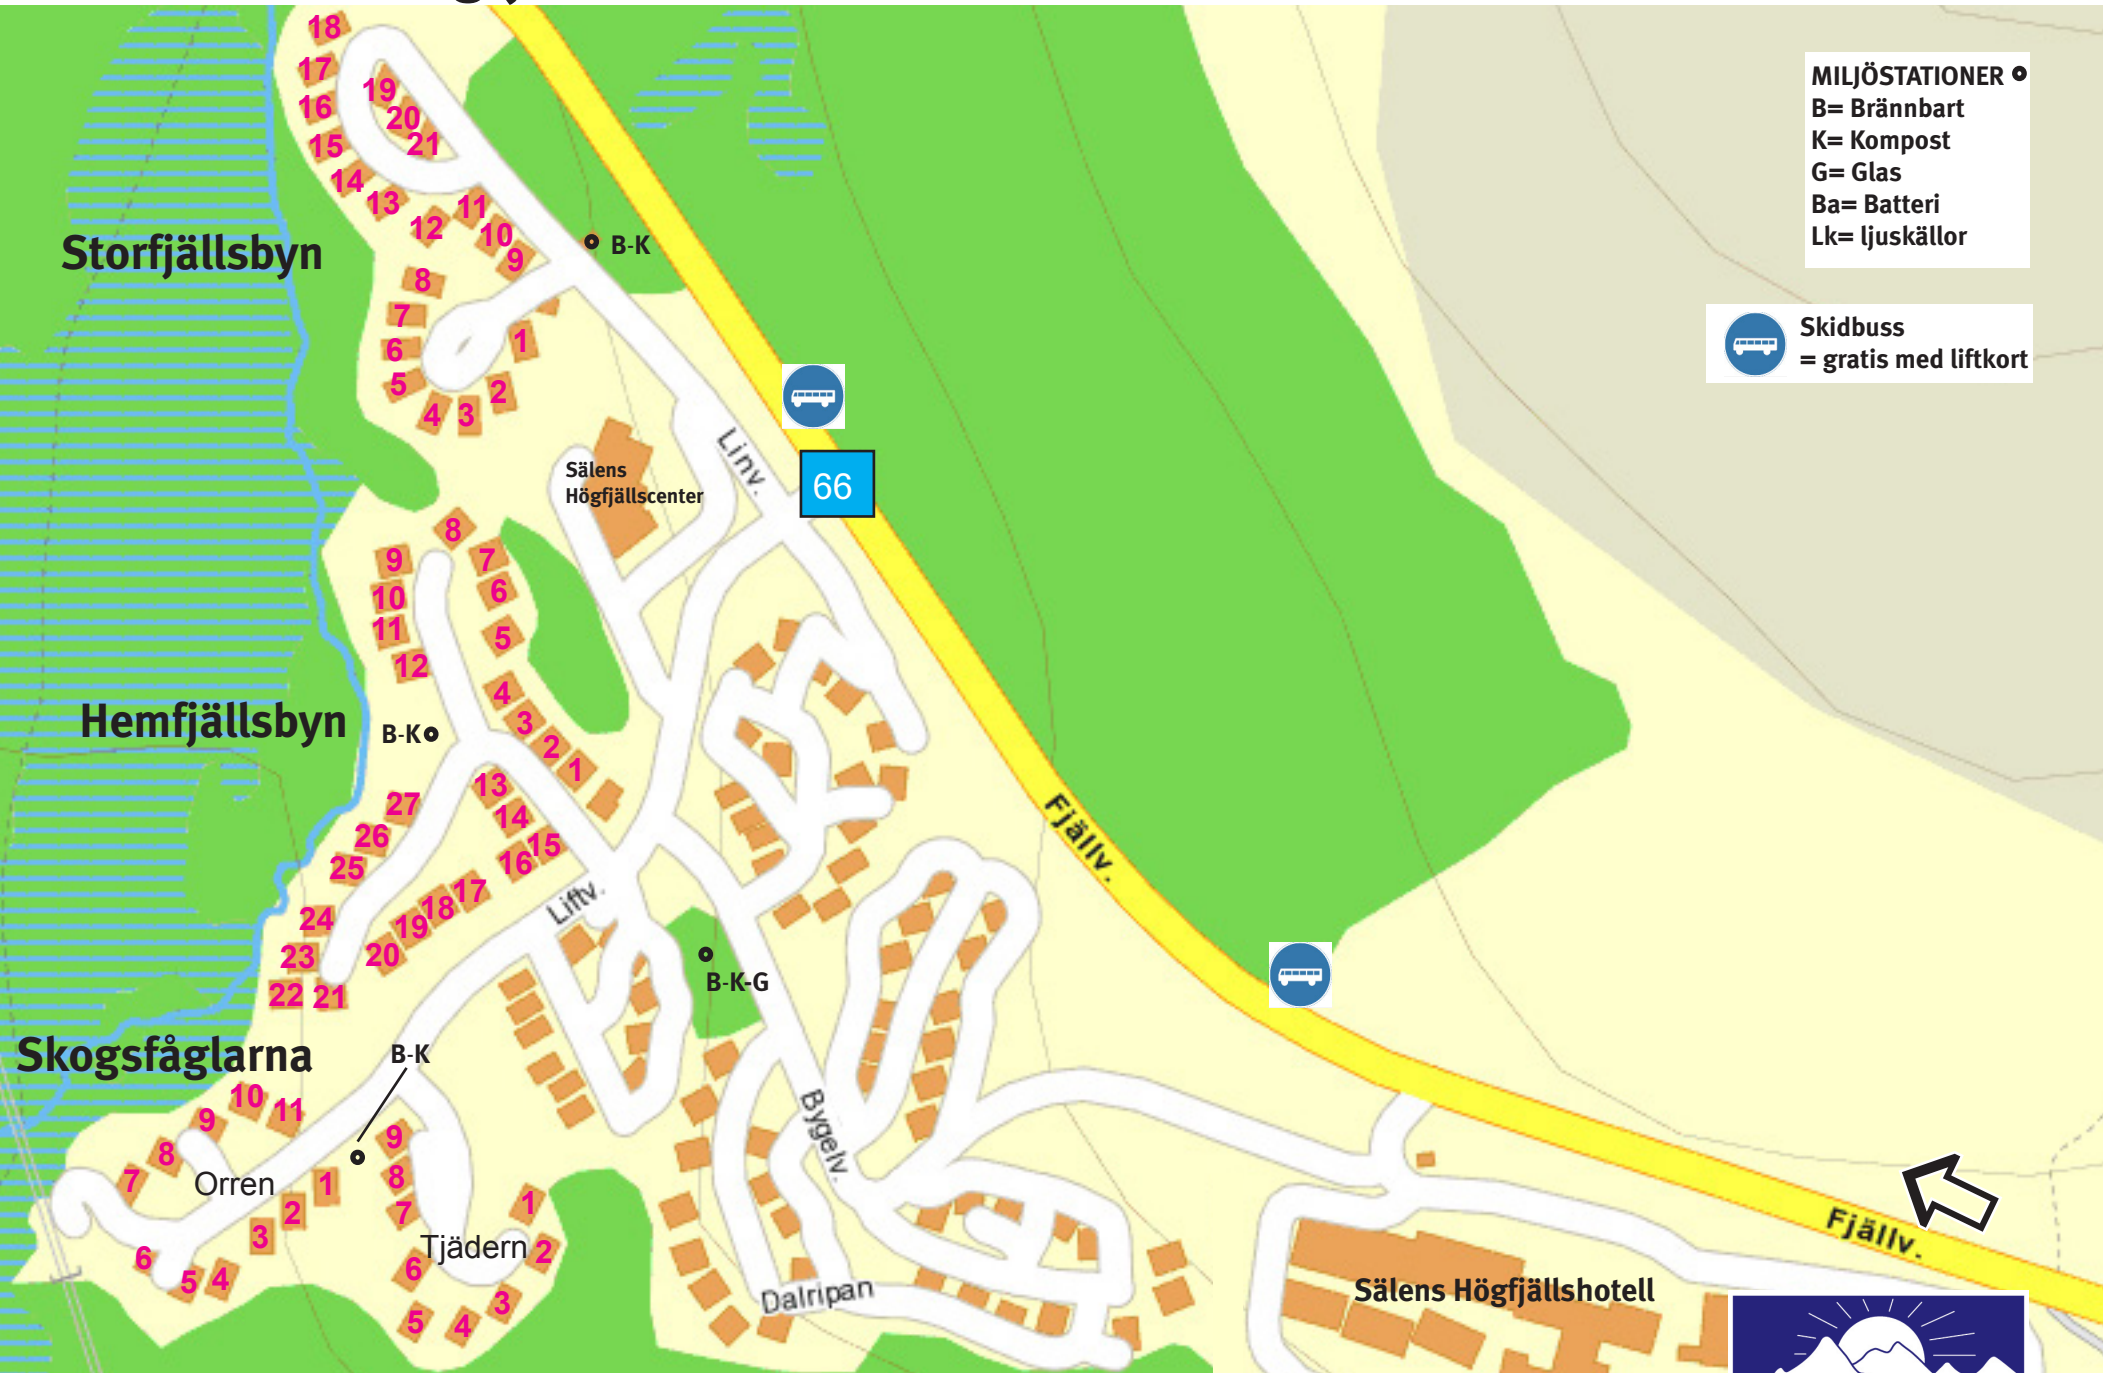 MILJÖSTATIONER
B= Brännbart
K= Kompost
G= Glas
Ba= Batteri
Lk= ljuskällor
Skidbuss
= gratis med liftkort
Storfjällsbyn
18
17
16
15
14
13
12
11
10
9
19
20
21
8
7
6
5
4
3
2
1
B-K
Linv.
66
Sälens
Högfjällscenter
Hemfjällsbyn
8
9
10
11
12
7
6
5
4
3
2
1
B-K
13
14
15
16
17
18
19
20
27
26
25
24
23
22
21
Liftv.
B-K-G
Fjällv.
Skogsfåglarna
B-K
10
11
9
8
7
Orren
1
2
3
4
5
6
9
8
7
Tjädern
1
2
3
4
5
6
Bygelv.
Dalripan
Fjällv.
Sälens Högfjällshotell